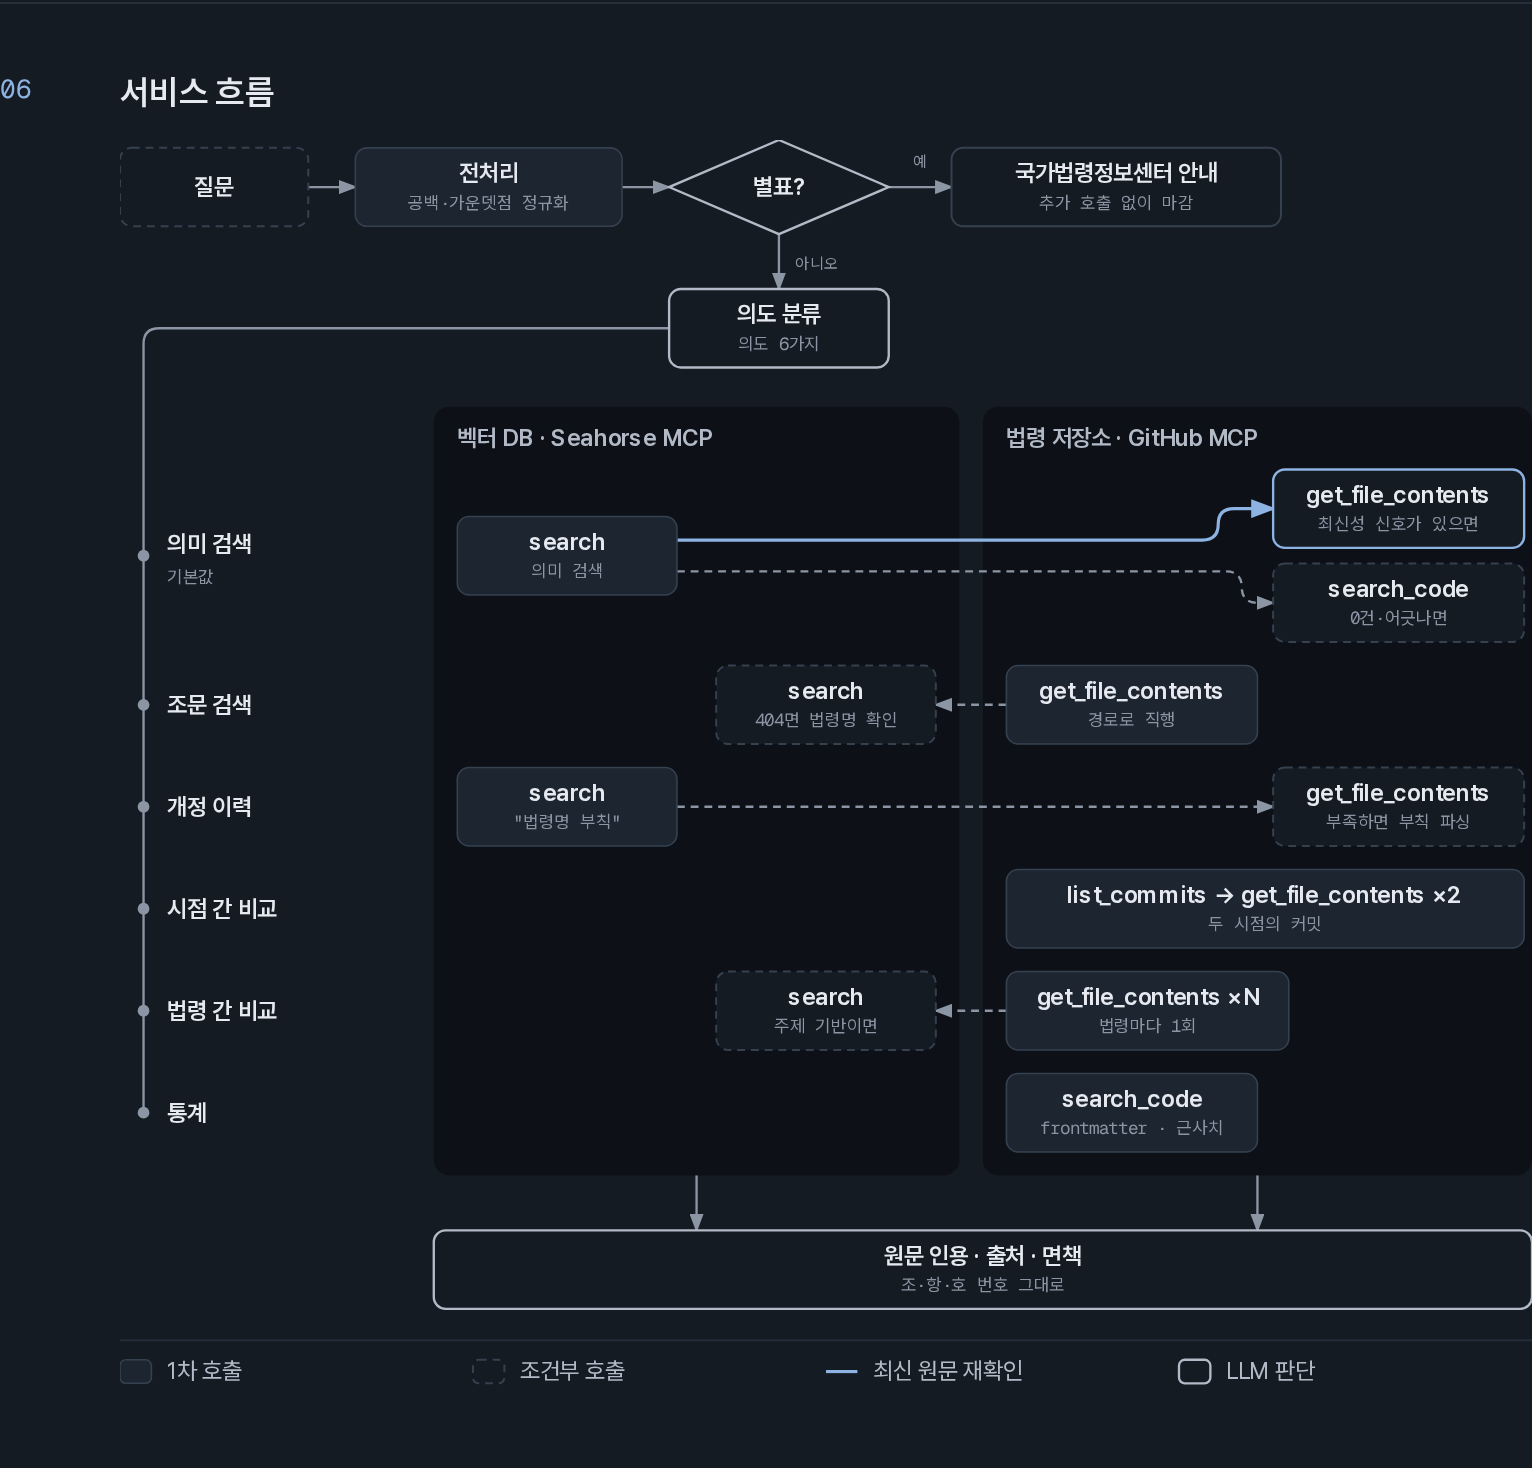 06
서비스 흐름
질문
전처리
공백·가운뎃점 정규화
별표?
예
국가법령정보센터 안내
추가 호출 없이 마감
아니오
의도 분류
의도 6가지
벡터 DB · Seahorse MCP
법령 저장소 · GitHub MCP
의미 검색
기본값
search
의미 검색
get_file_contents
최신성 신호가 있으면
search_code
0건·어긋나면
조문 검색
search
404면 법령명 확인
get_file_contents
경로로 직행
개정 이력
search
"법령명 부칙"
get_file_contents
부족하면 부칙 파싱
시점 간 비교
list_commits → get_file_contents ×2
두 시점의 커밋
법령 간 비교
search
주제 기반이면
get_file_contents ×N
법령마다 1회
통계
search_code
frontmatter · 근사치
원문 인용 · 출처 · 면책
조·항·호 번호 그대로
1차 호출
조건부 호출
최신 원문 재확인
LLM 판단